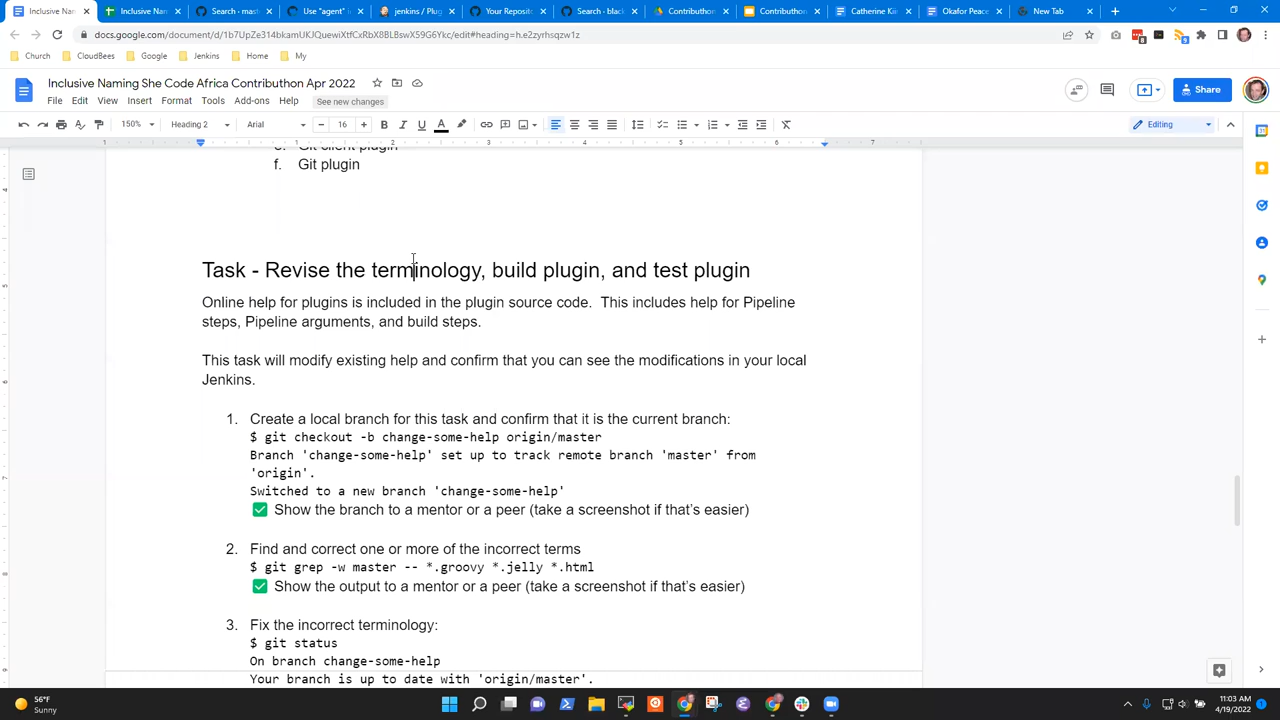 Inclusive Naming She Code A
Inclusive Nam
Search · mast
Use "agent" in
jenkins / Plug
Your Reposito
Search · black
Contributhon
Contributhon
Catherine Kii
Okafor Peace
New Tab
docs.google.com/document/d/1b7UpZe314bkamUKJQuewiXtfCxRbX8BLBswX59G6Ykc/edit#heading=h.e2zyrhsqzw1z
Church CloudBees Google Jenkins Home My
Inclusive Naming She Code Africa Contributhon Apr 2022
Share
File Edit View Insert Format Tools Add-ons Help See new changes
150% Heading 2 Arial 16 Editing
Git client plugin
f. Git plugin
Task - Revise the terminology, build plugin, and test plugin
Online help for plugins is included in the plugin source code. This includes help for Pipeline
steps, Pipeline arguments, and build steps.
This task will modify existing help and confirm that you can see the modifications in your local
Jenkins.
1. Create a local branch for this task and confirm that it is the current branch:
$ git checkout -b change-some-help origin/master
Branch 'change-some-help' set up to track remote branch 'master' from
'origin'.
Switched to a new branch 'change-some-help'
✅ Show the branch to a mentor or a peer (take a screenshot if that's easier)
2. Find and correct one or more of the incorrect terms
$ git grep -w master -- *.groovy *.jelly *.html
✅ Show the output to a mentor or a peer (take a screenshot if that's easier)
3. Fix the incorrect terminology:
$ git status
On branch change-some-help
Your branch is up to date with 'origin/master'.
56°F
Sunny
11:03 AM
4/19/2022